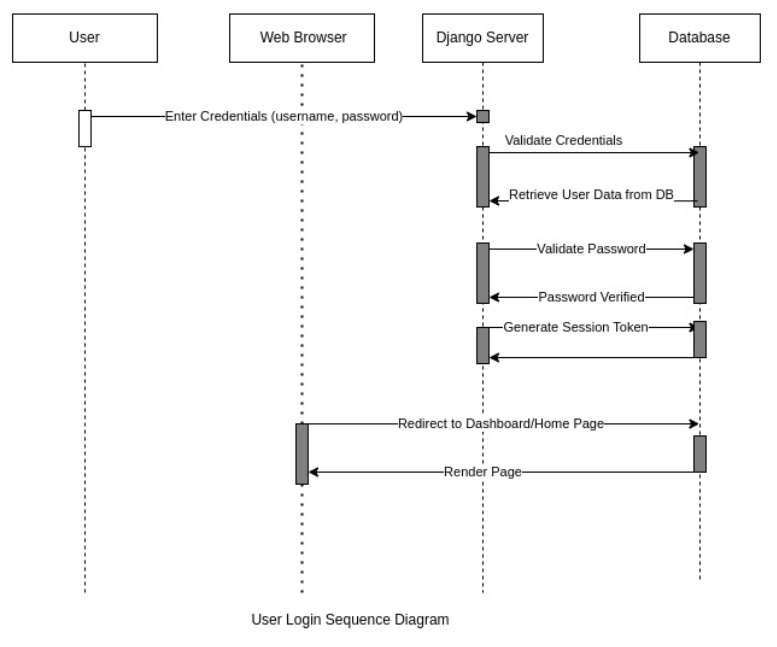 User
Web Browser
Django Server
Database
Enter Credentials (username, password)
Validate Credentials
Retrieve User Data from DB
Validate Password
Password Verified
Generate Session Token
Redirect to Dashboard/Home Page
Render Page
User Login Sequence Diagram